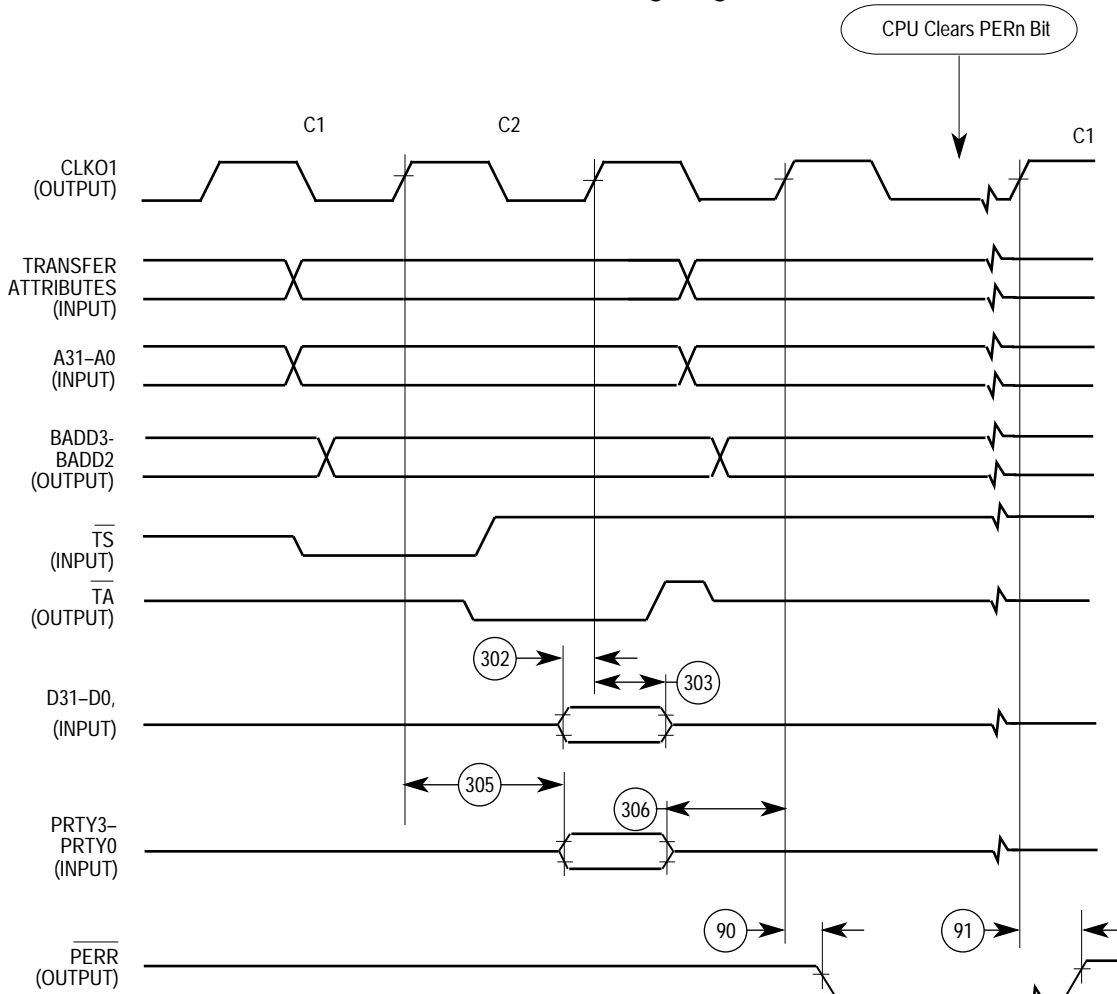 CPU Clears PERn Bit
C1
C2
C1
CLKO1
(OUTPUT)
TRANSFER
ATTRIBUTES
(INPUT)
A31–A0
(INPUT)
BADD3-
BADD2
(OUTPUT)
TS
(INPUT)
TA
(OUTPUT)
302
303
D31–D0,
(INPUT)
305
306
PRTY3–
PRTY0
(INPUT)
90
91
PERR
(OUTPUT)